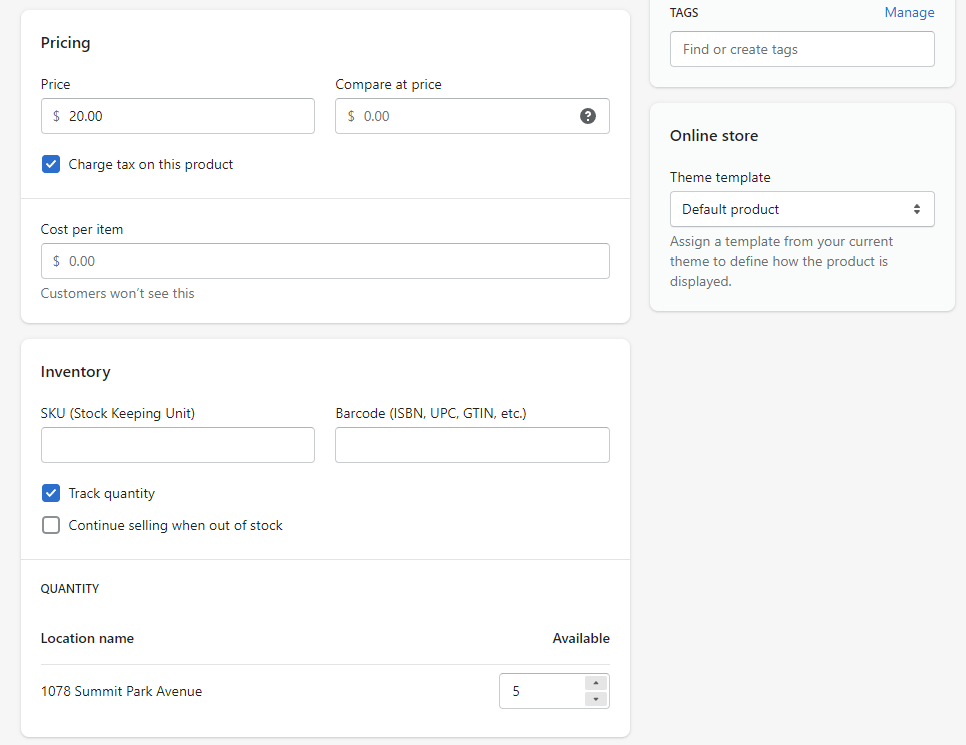 Pricing
Price
Compare at price
$ 20.00
$ 0.00
?
Charge tax on this product
Cost per item
$ 0.00
Customers won't see this
Inventory
SKU (Stock Keeping Unit)
Barcode (ISBN, UPC, GTIN, etc.)
Track quantity
Continue selling when out of stock
QUANTITY
Location name
Available
1078 Summit Park Avenue
5
TAGS
Manage
Find or create tags
Online store
Theme template
Default product
Assign a template from your current
theme to define how the product is
displayed.